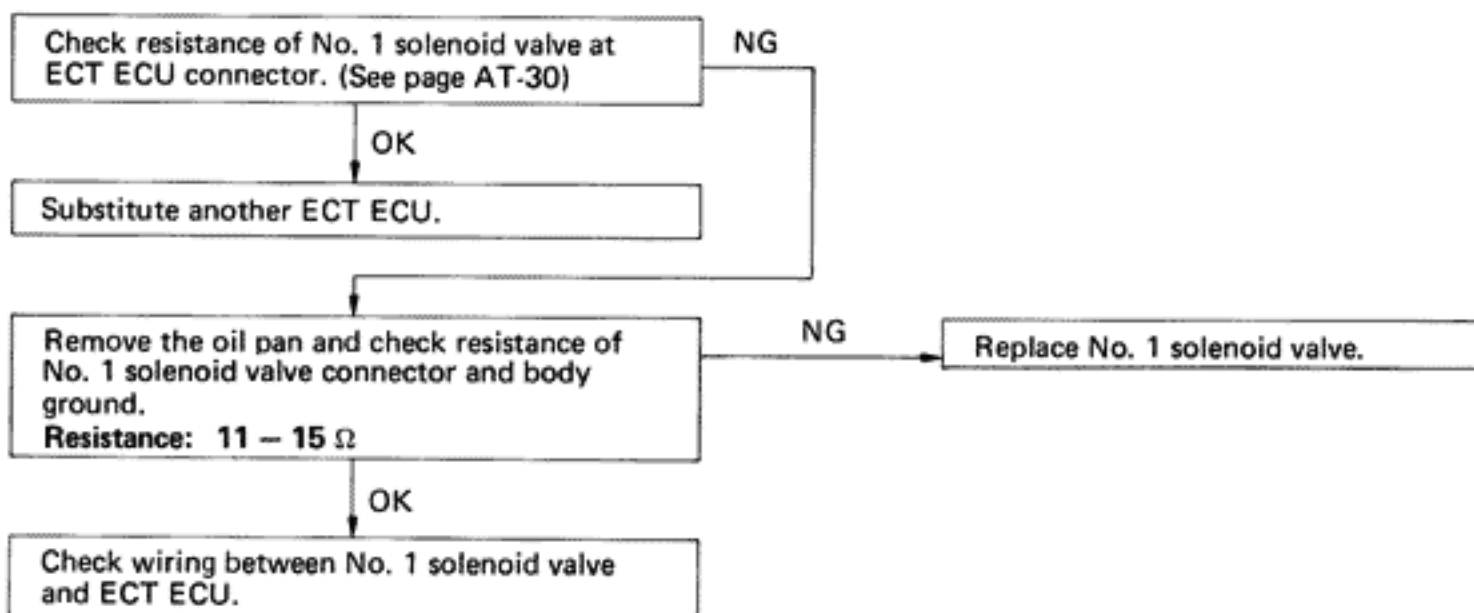 Check resistance of No. 1 solenoid valve at
ECT ECU connector. (See page AT-30)
NG
OK
Substitute another ECT ECU.
Remove the oil pan and check resistance of
No. 1 solenoid valve connector and body
ground.
Resistance: 11 — 15 Ω
NG
Replace No. 1 solenoid valve.
OK
Check wiring between No. 1 solenoid valve
and ECT ECU.